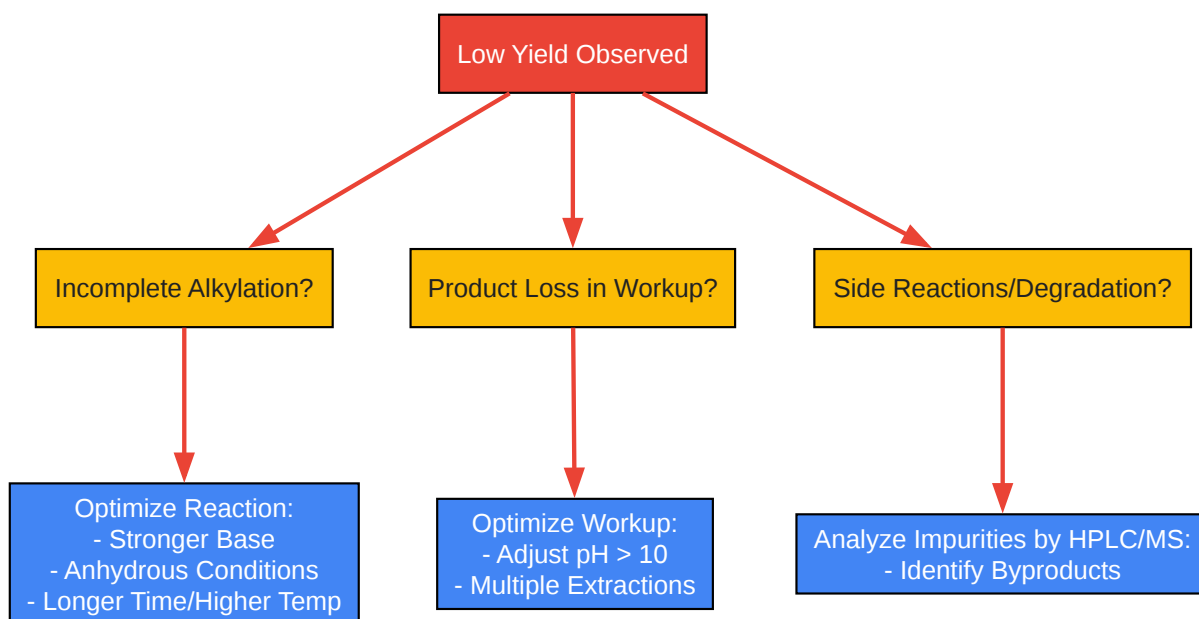 Low Yield Observed
Incomplete Alkylation?
Product Loss in Workup?
Side Reactions/Degradation?
Optimize Reaction:
- Stronger Base
- Anhydrous Conditions
- Longer Time/Higher Temp
Optimize Workup:
- Adjust pH > 10
- Multiple Extractions
Analyze Impurities by HPLC/MS:
- Identify Byproducts